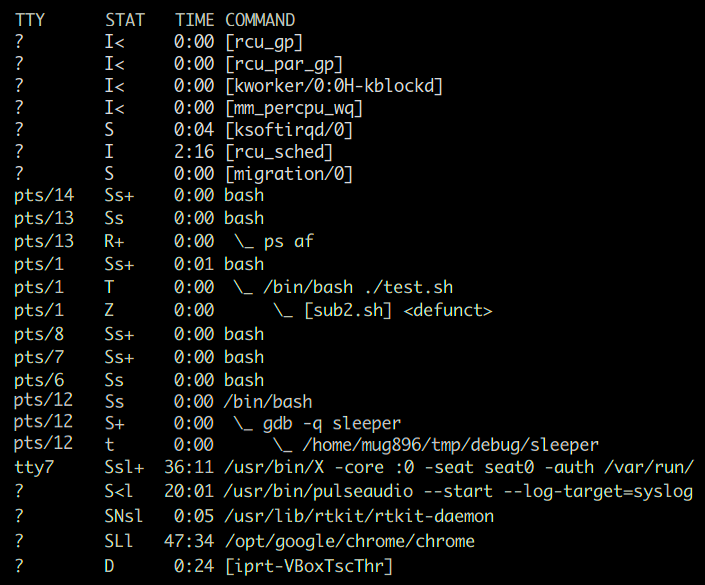 TTY      STAT   TIME COMMAND
?        I<     0:00 [rcu_gp]
?        I<     0:00 [rcu_par_gp]
?        I<     0:00 [kworker/0:0H-kblockd]
?        I<     0:00 [mm_percpu_wq]
?        S      0:04 [ksoftirqd/0]
?        I      2:16 [rcu_sched]
?        S      0:00 [migration/0]
pts/14   Ss+    0:00 bash
pts/13   Ss     0:00 bash
pts/13   R+     0:00  \_ ps af
pts/1    Ss+    0:01 bash
pts/1    T      0:00  \_ /bin/bash ./test.sh
pts/1    Z      0:00      \_ [sub2.sh] <defunct>
pts/8    Ss+    0:00 bash
pts/7    Ss+    0:00 bash
pts/6    Ss     0:00 bash
pts/12   Ss     0:00 /bin/bash
pts/12   S+     0:00  \_ gdb -q sleeper
pts/12   t      0:00      \_ /home/mug896/tmp/debug/sleeper
tty7     Ssl+  36:11 /usr/bin/X -core :0 -seat seat0 -auth /var/run/
?        S<l   20:01 /usr/bin/pulseaudio --start --log-target=syslog
?        SNsl   0:05 /usr/lib/rtkit/rtkit-daemon
?        SLl   47:34 /opt/google/chrome/chrome
?        D      0:24 [iprt-VBoxTscThr]